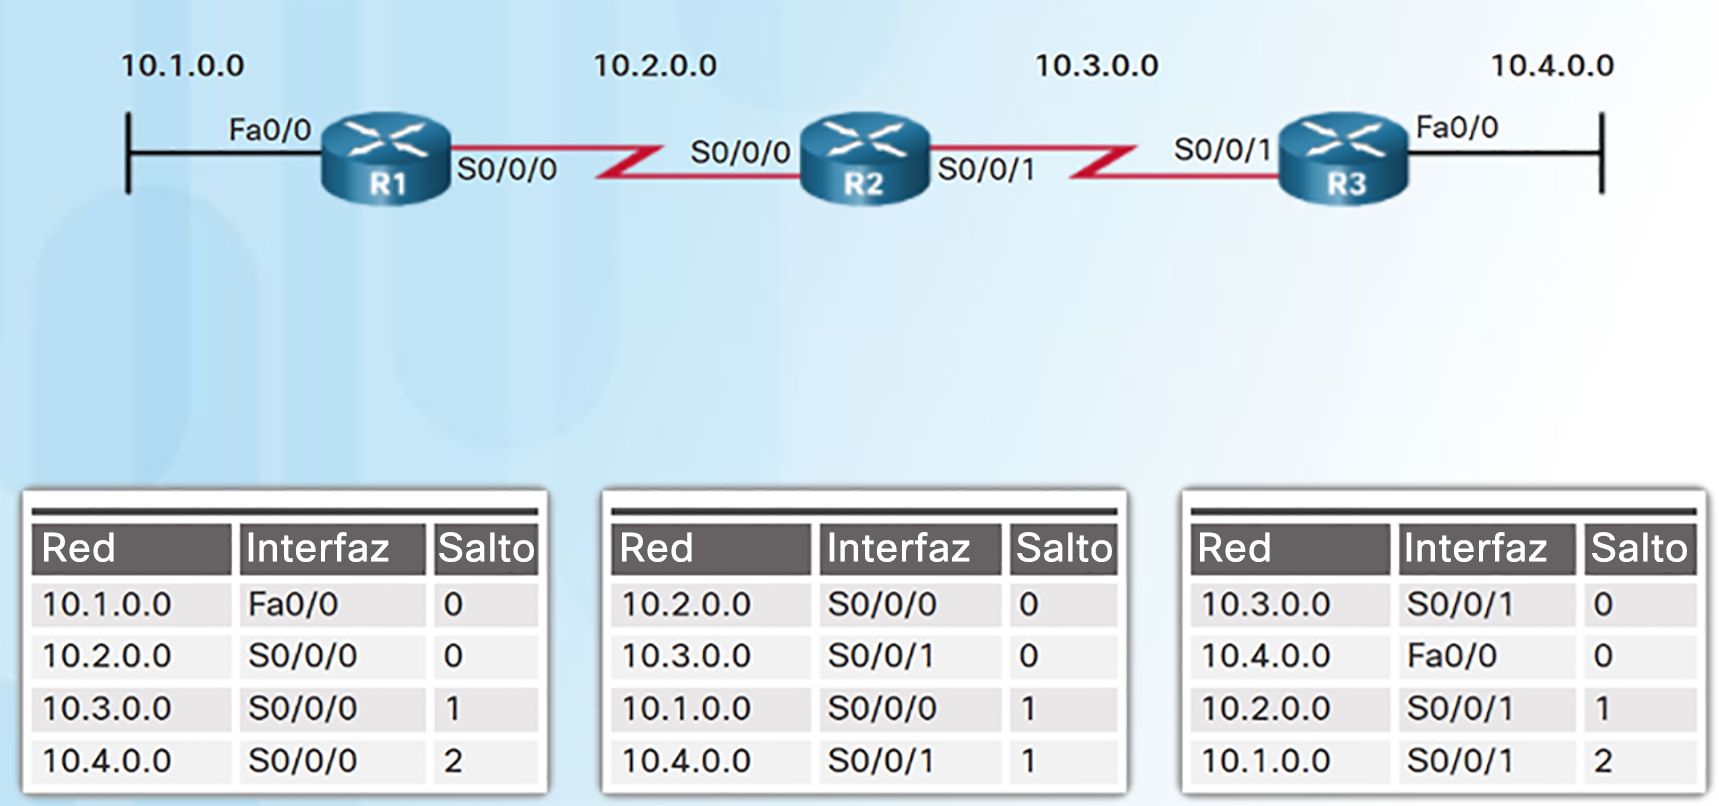 10.1.0.0 10.2.0.0 10.3.0.0 10.4.0.0
Fa0/0 R1 S0/0/0 S0/0/0 R2 S0/0/1 S0/0/1 R3 Fa0/0
Red Interfaz Salto
10.1.0.0 Fa0/0 0
10.2.0.0 S0/0/0 0
10.3.0.0 S0/0/0 1
10.4.0.0 S0/0/0 2
Red Interfaz Salto
10.2.0.0 S0/0/0 0
10.3.0.0 S0/0/1 0
10.1.0.0 S0/0/0 1
10.4.0.0 S0/0/1 1
Red Interfaz Salto
10.3.0.0 S0/0/1 0
10.4.0.0 Fa0/0 0
10.2.0.0 S0/0/1 1
10.1.0.0 S0/0/1 2